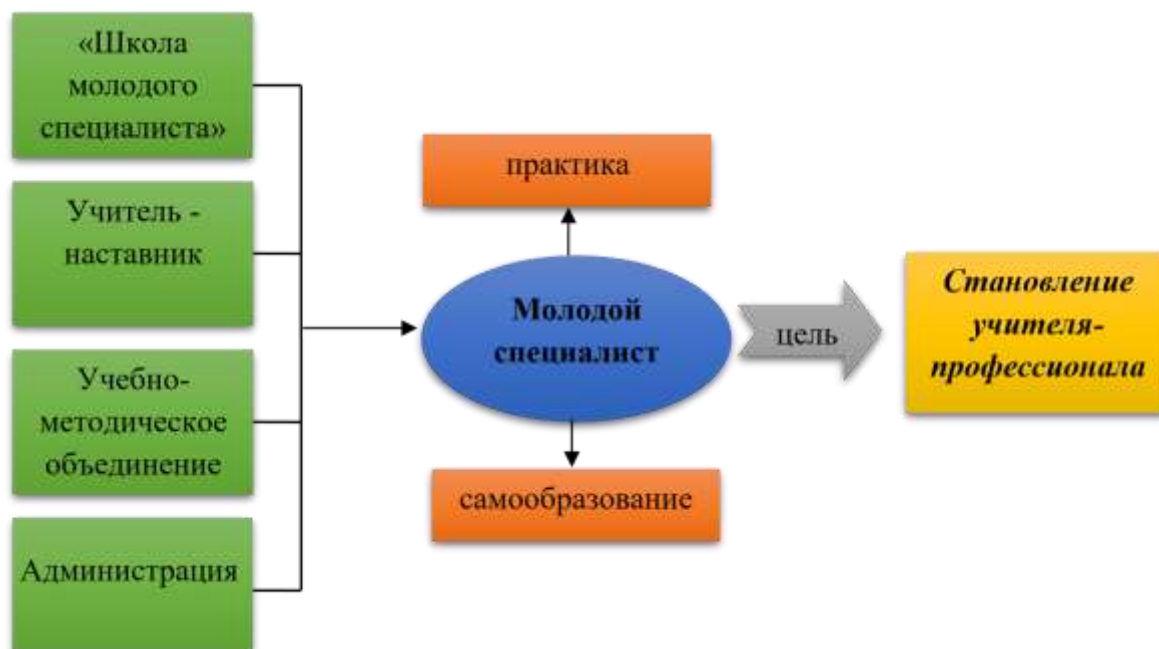 «Школа
молодого
специалиста»
Учитель -
наставник
Учебно-
методическое
объединение
Администрация
практика
Молодой
специалист
самообразование
цель
Становление
учителя-
профессионала